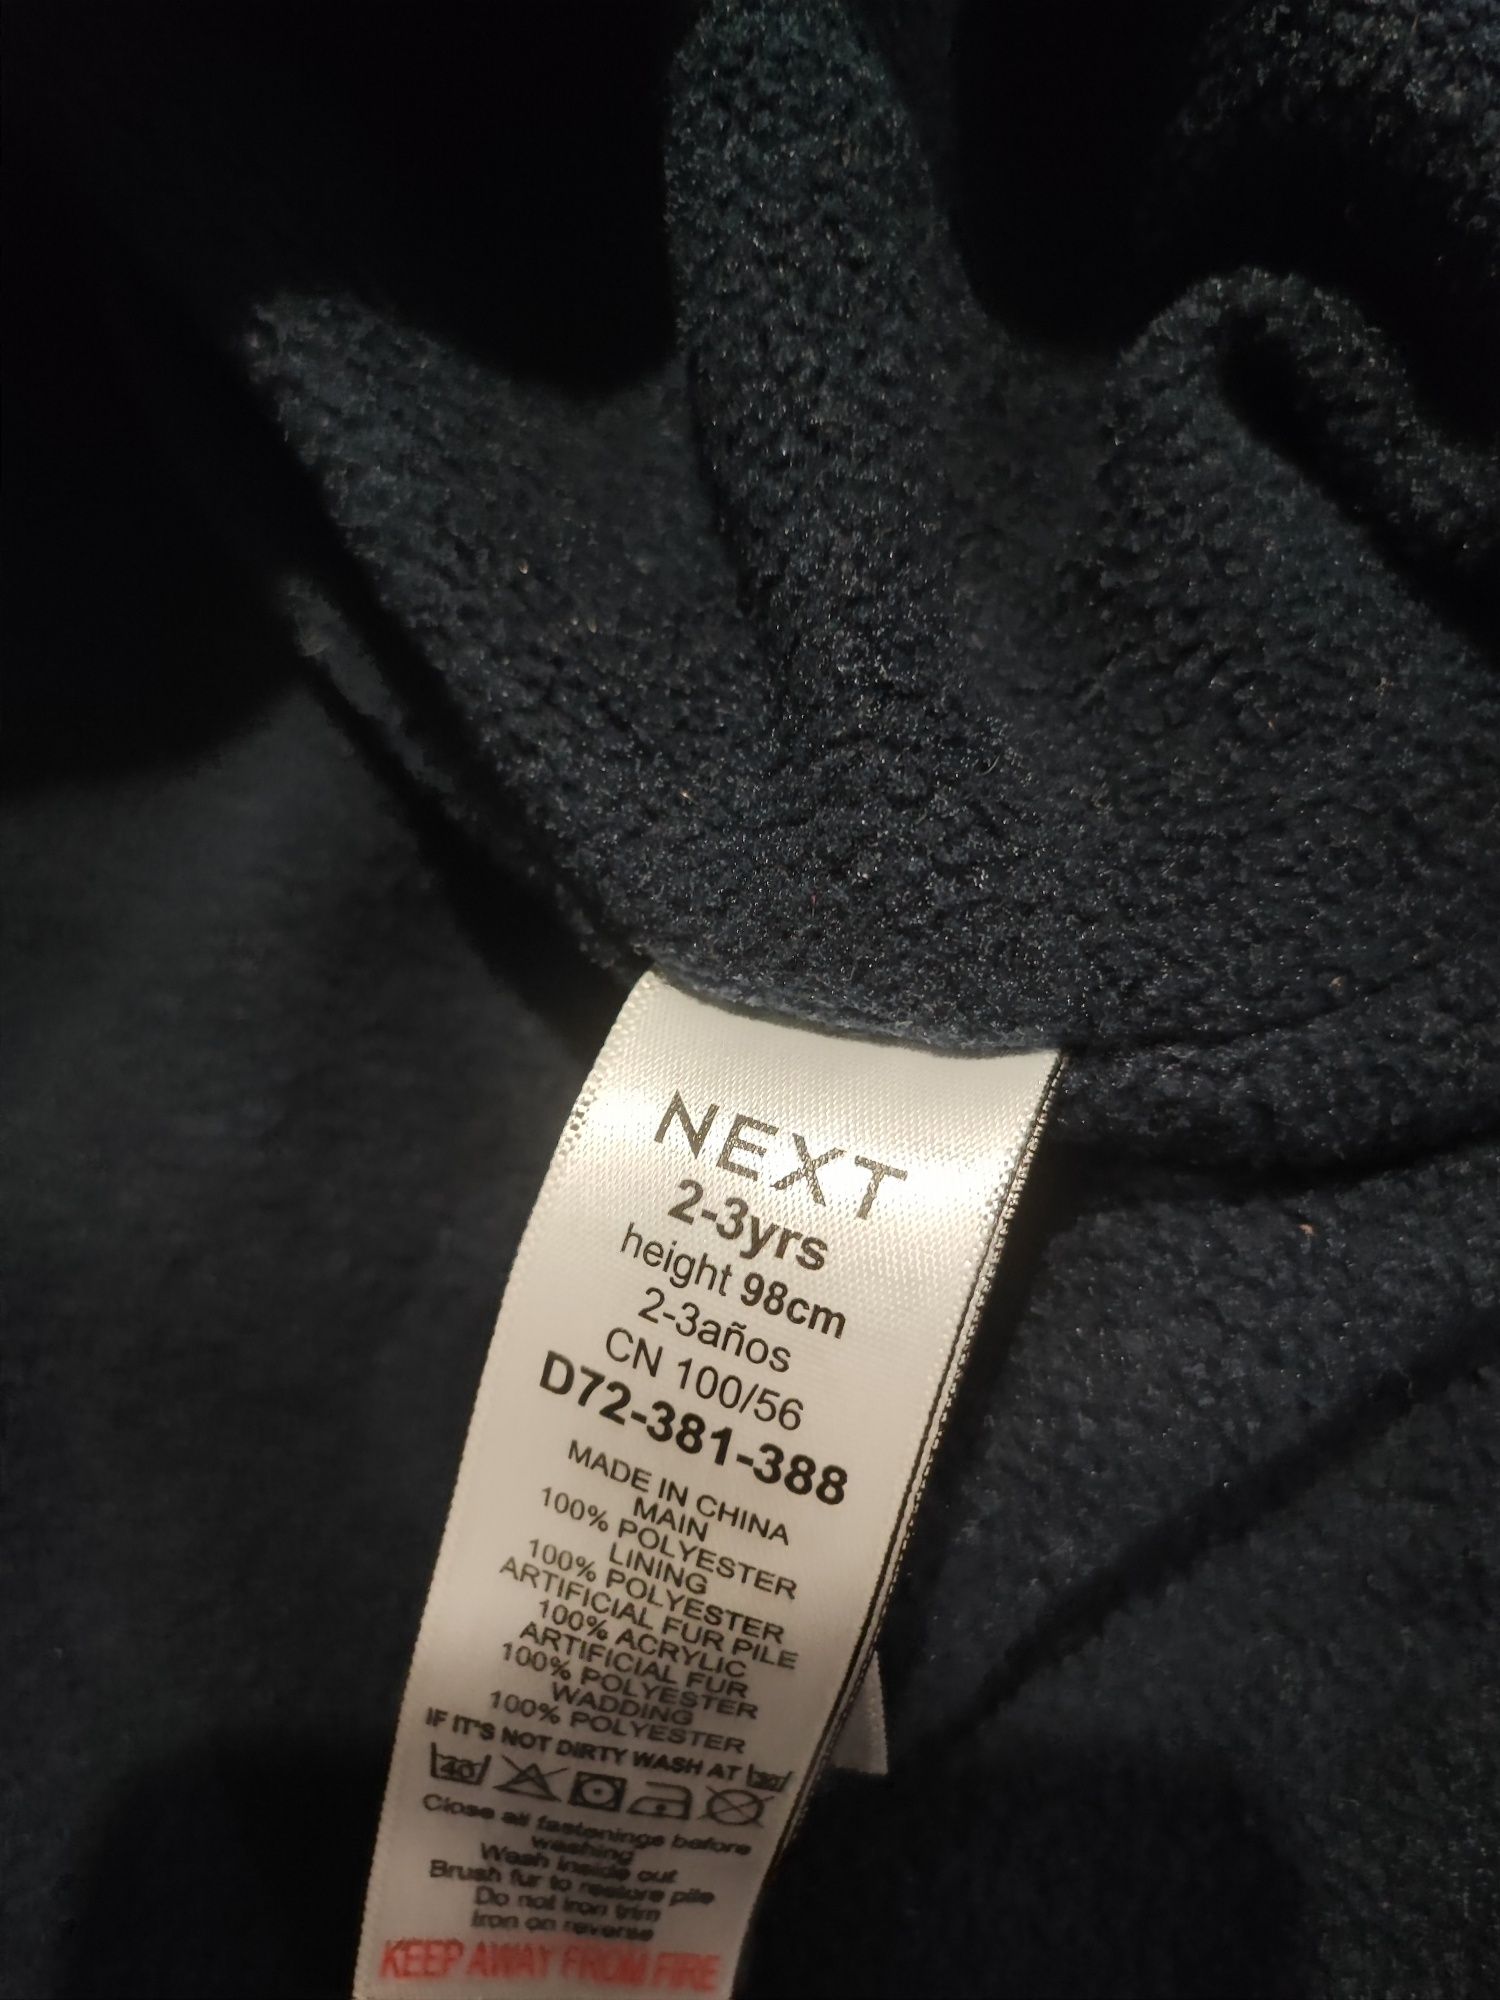 NEXT
2-3yrs
height 98cm
2-3años
CN 100/56
D72-381-388
MADE IN CHINA
MAIN
100% POLYESTER
LINING
100% POLYESTER
ARTIFICIAL FUR PILE
100% ACRYLIC
ARTIFICIAL FUR
100% POLYESTER
WADDING
100% POLYESTER
IF IT'S NOT DIRTY WASH AT 30
40
Close all fastenings before
washing
Wash inside out
Brush fur to restore pile
Do not iron trim
Iron on reverse
KEEP AWAY FROM FIRE